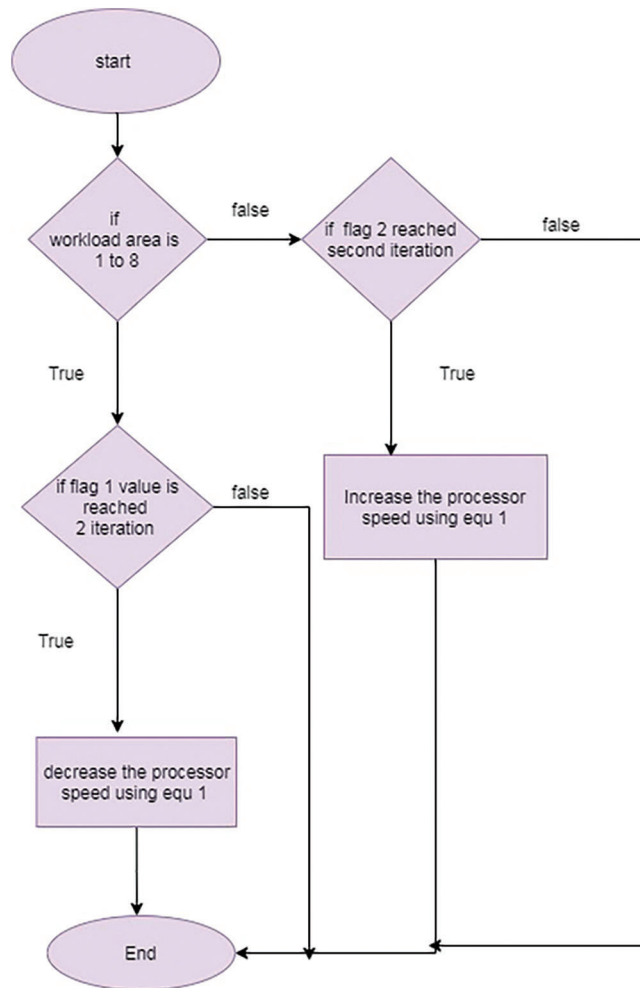 start
if
workload area is
1 to 8
false
if flag 2 reached
second iteration
false
True
True
if flag 1 value is
reached
2 iteration
false
Increase the processor
speed using equ 1
True
decrease the processor
speed using equ 1
End